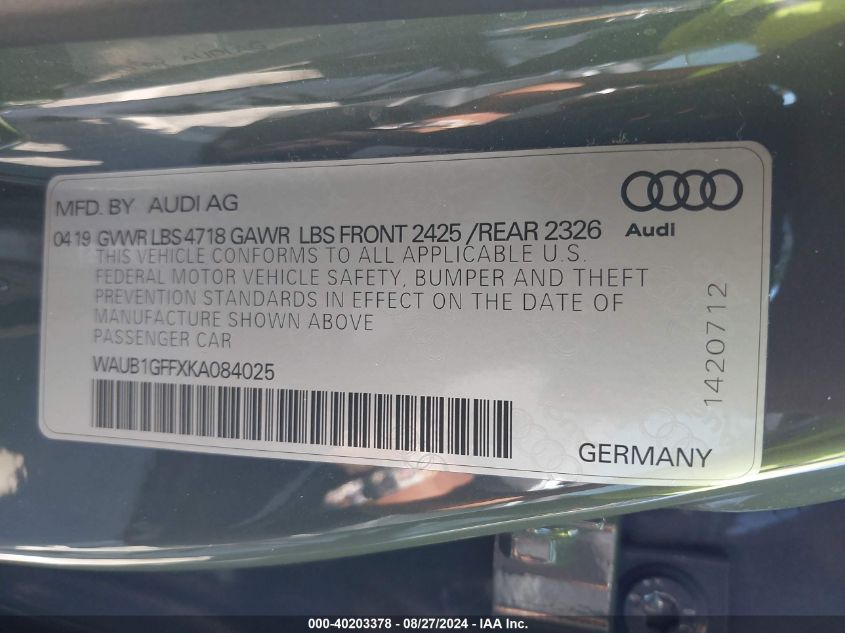 MFD. BY AUDI AG
Audi
04 19 GVWR LBS 4718 GAWR LBS FRONT 2425 /REAR 2326
THIS VEHICLE CONFORMS TO ALL APPLICABLE U.S.
FEDERAL MOTOR VEHICLE SAFETY, BUMPER AND THEFT
PREVENTION STANDARDS IN EFFECT ON THE DATE OF
MANUFACTURE SHOWN ABOVE
PASSENGER CAR
WAUB1GFFXKA084025
1420712
GERMANY
000-40203378 - 08/27/2024 - IAA Inc.